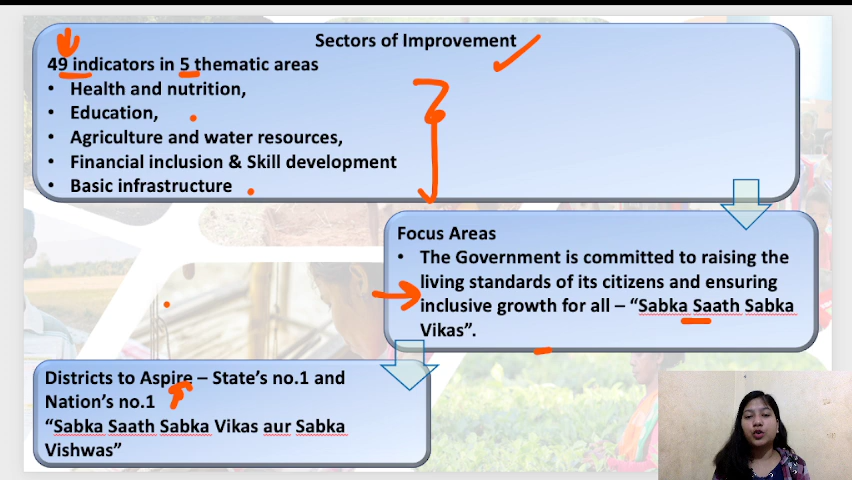 Sectors of Improvement
49 indicators in 5 thematic areas
• Health and nutrition,
• Education,
• Agriculture and water resources,
• Financial inclusion & Skill development
• Basic infrastructure
Focus Areas
• The Government is committed to raising the
living standards of its citizens and ensuring
inclusive growth for all – “Sabka Saath Sabka
Vikas”.
Districts to Aspire – State’s no.1 and
Nation’s no.1
“Sabka Saath Sabka Vikas aur Sabka
Vishwas”